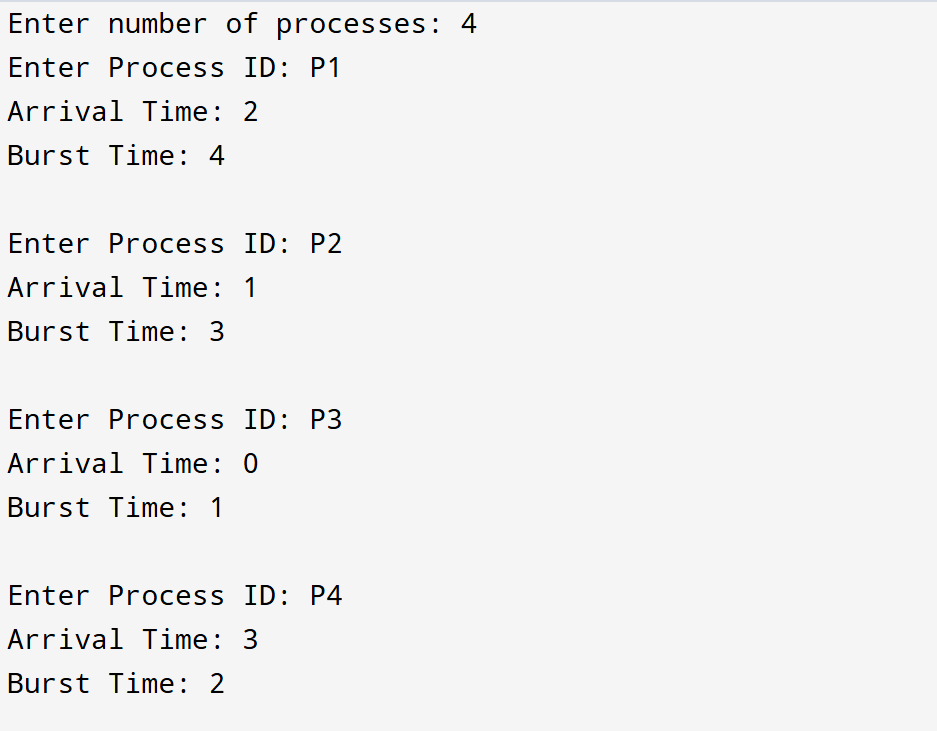 Enter number of processes: 4
Enter Process ID: P1
Arrival Time: 2
Burst Time: 4
Enter Process ID: P2
Arrival Time: 1
Burst Time: 3
Enter Process ID: P3
Arrival Time: 0
Burst Time: 1
Enter Process ID: P4
Arrival Time: 3
Burst Time: 2